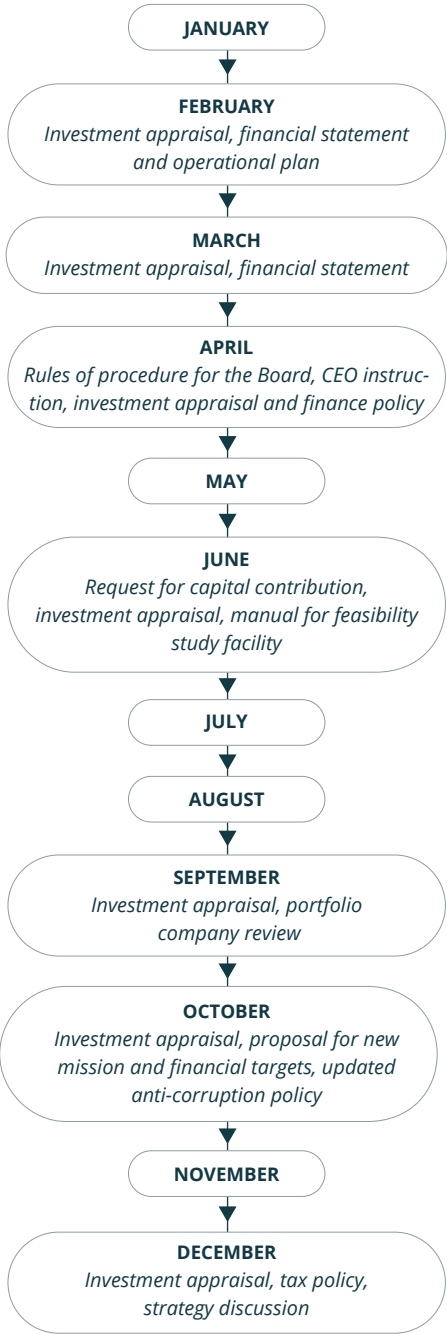 JANUARY
FEBRUARY
Investment appraisal, financial statement
and operational plan
MARCH
Investment appraisal, financial statement
APRIL
Rules of procedure for the Board, CEO instruc-
tion, investment appraisal and finance policy
MAY
JUNE
Request for capital contribution,
investment appraisal, manual for feasibility
study facility
JULY
AUGUST
SEPTEMBER
Investment appraisal, portfolio
company review
OCTOBER
Investment appraisal, proposal for new
mission and financial targets, updated
anti-corruption policy
NOVEMBER
DECEMBER
Investment appraisal, tax policy,
strategy discussion